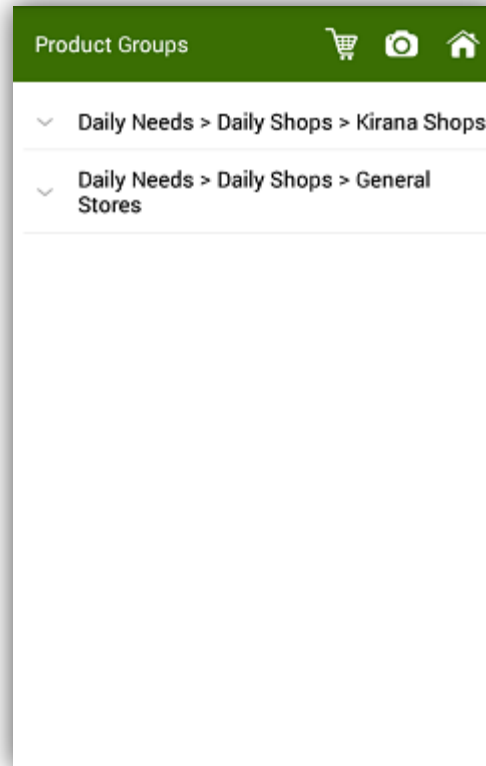 Product Groups
Daily Needs > Daily Shops > Kirana Shops
Daily Needs > Daily Shops > General
Stores